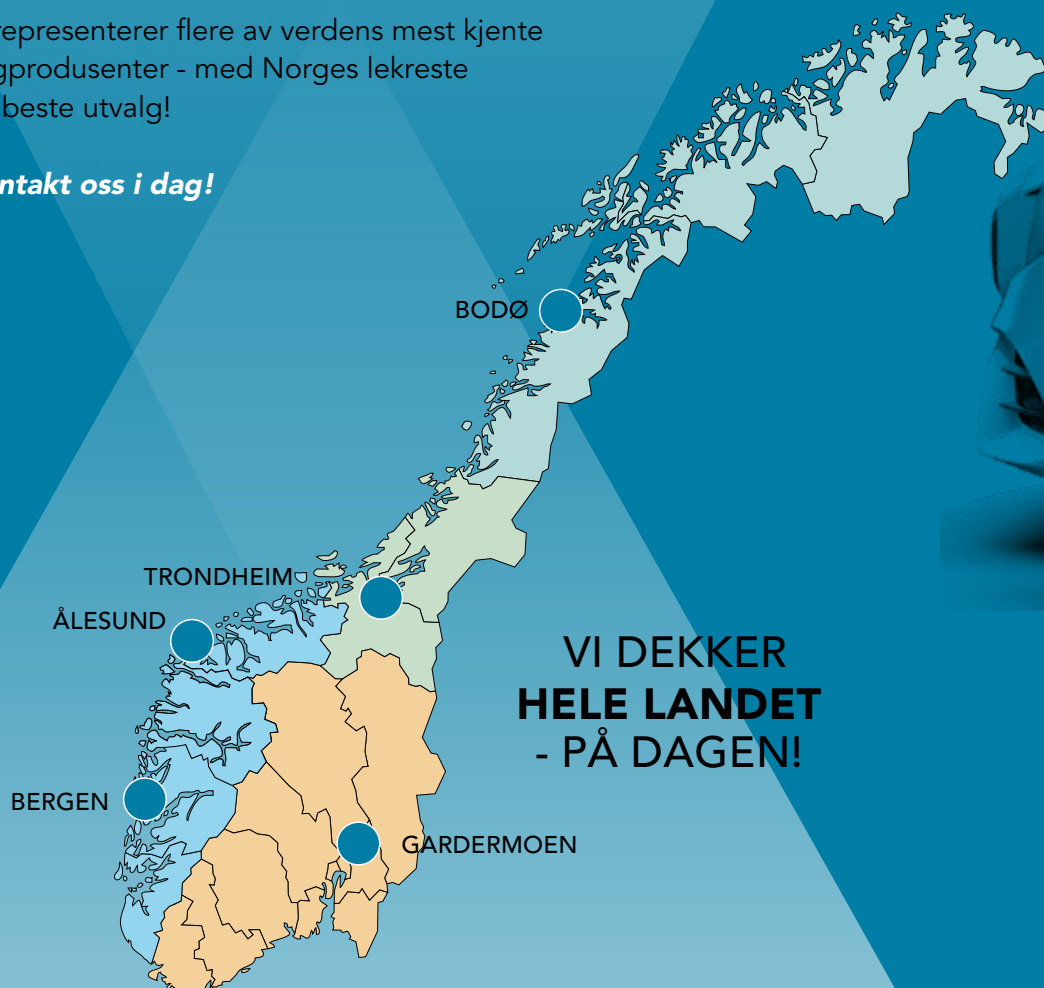 representerer flere av verdens mest kjente
gprodusenter - med Norges lekreste
beste utvalg!
ntakt oss i dag!
BODØ
TRONDHEIM
ÅLESUND
VI DEKKER
HELE LANDET
- PÅ DAGEN!
BERGEN
GARDERMOEN